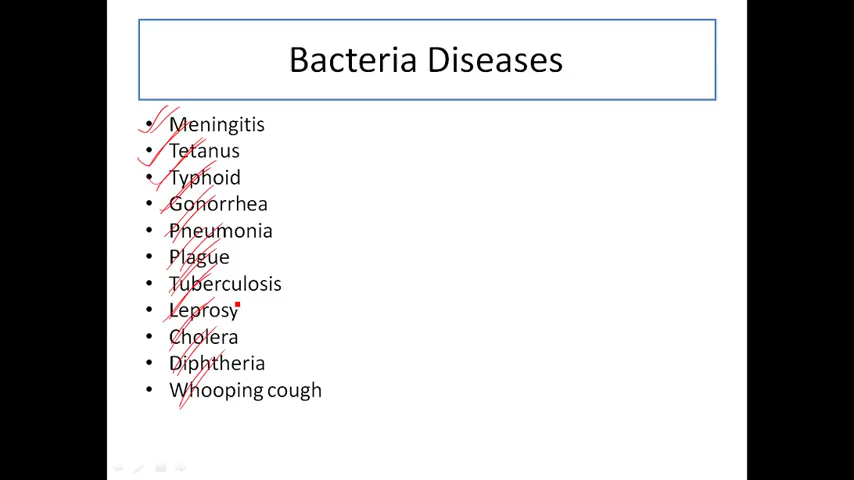 Bacteria Diseases
• Meningitis
• Tetanus
• Typhoid
• Gonorrhea
• Pneumonia
• Plague
• Tuberculosis
• Leprosy
• Cholera
• Diphtheria
• Whooping cough